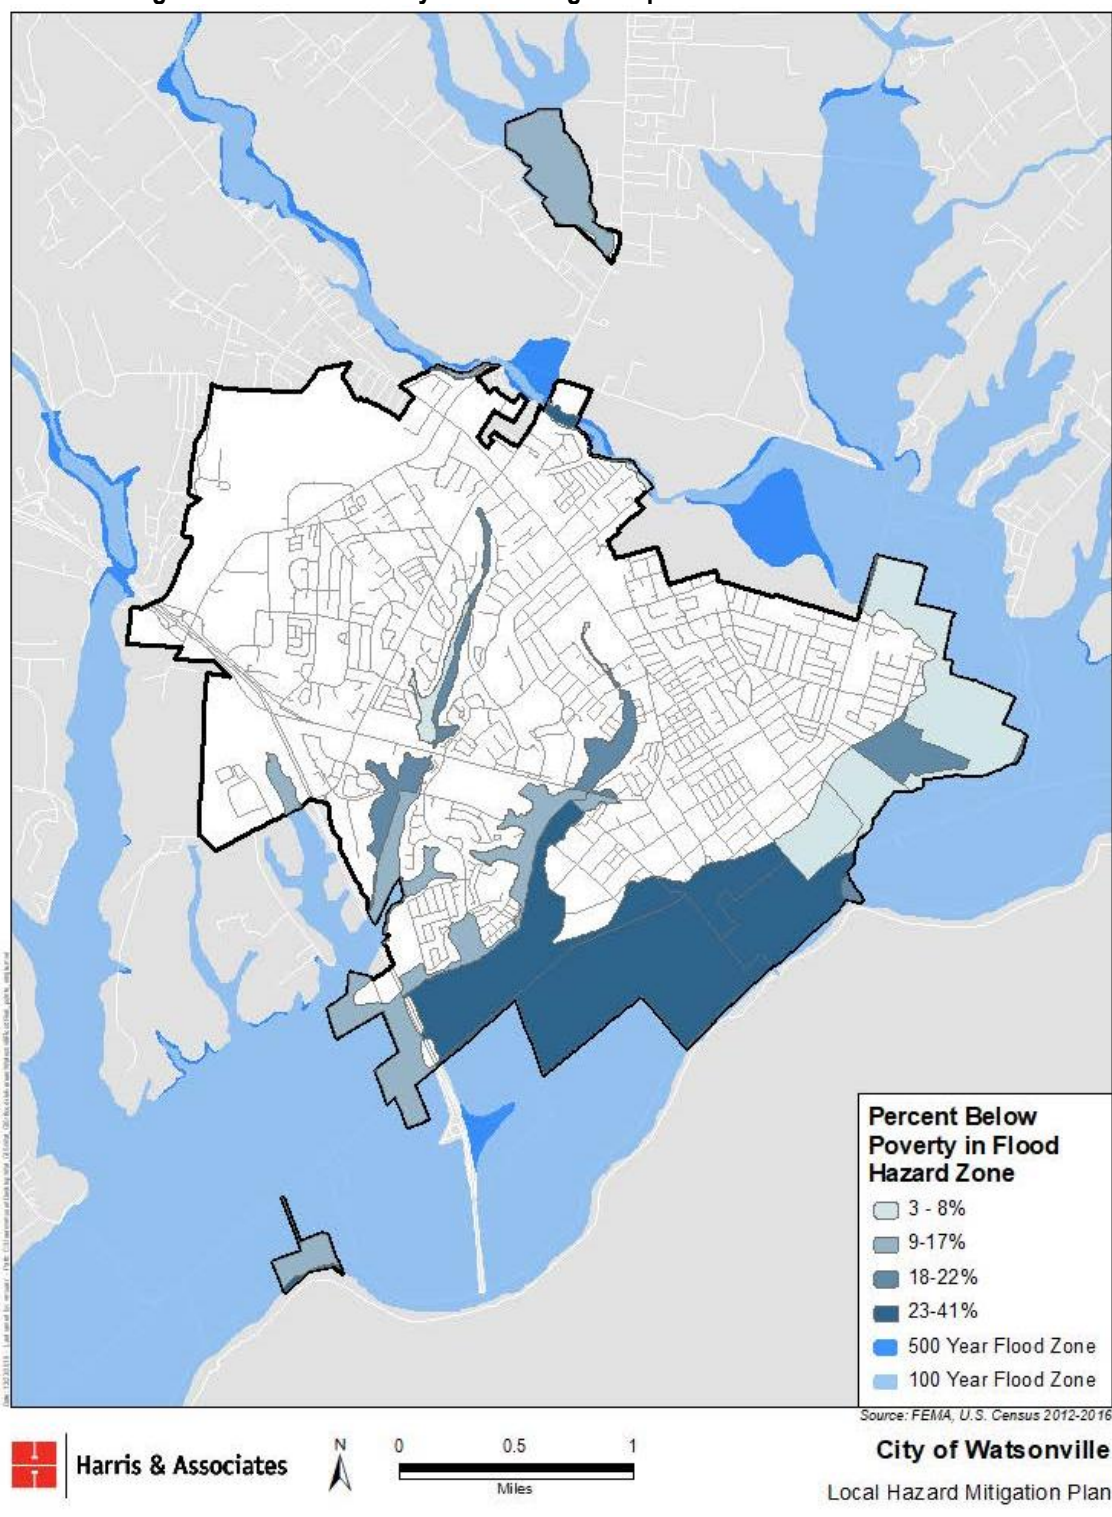 Percent Below
Poverty in Flood
Hazard Zone
3 - 8%
9-17%
18-22%
23-41%
500 Year Flood Zone
100 Year Flood Zone
Source: FEMA, U.S. Census 2012-2016
Harris & Associates
N
0 0.5 1
Miles
City of Watsonville
Local Hazard Mitigation Plan